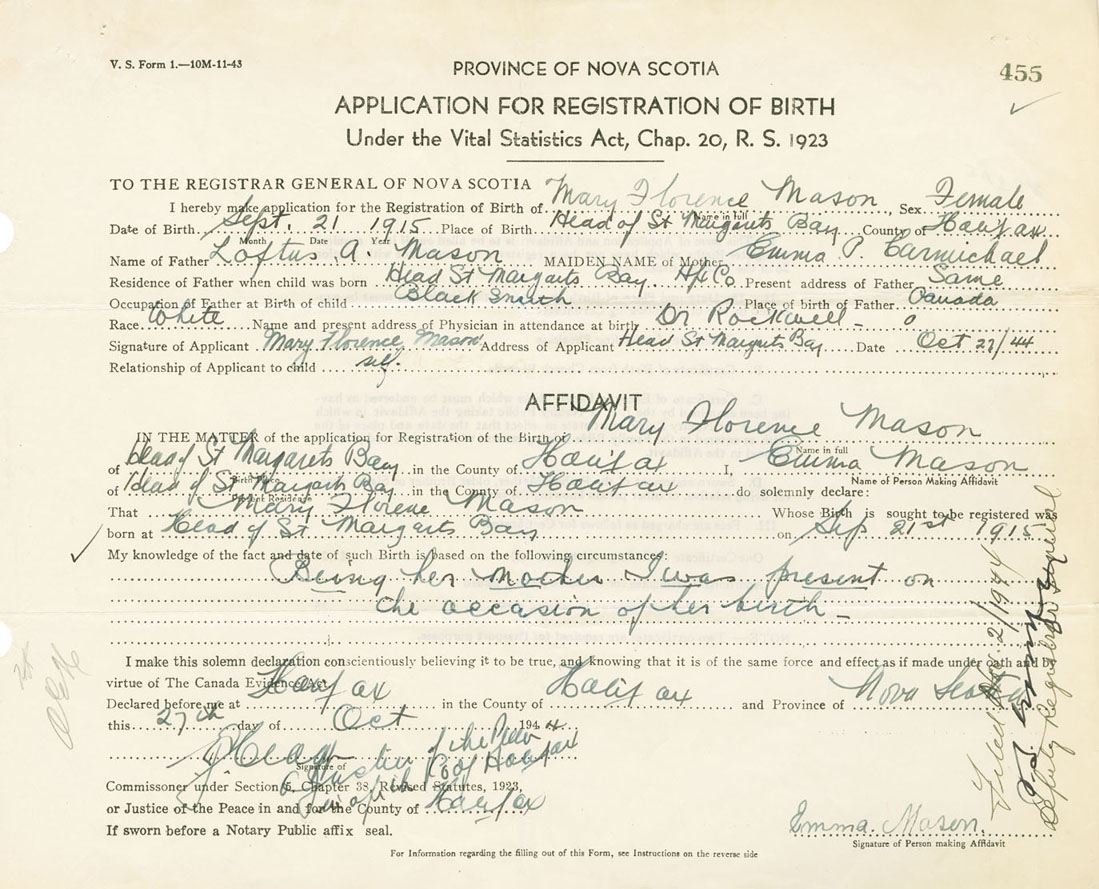 V. S. Form 1.—10M-11-43
PROVINCE OF NOVA SCOTIA
455
APPLICATION FOR REGISTRATION OF BIRTH
Under the Vital Statistics Act, Chap. 20, R. S. 1923
TO THE REGISTRAR GENERAL OF NOVA SCOTIA
I hereby make application for the Registration of Birth of Mary Florence Mason, Sex Female
Name in full
Date of Birth Sept. 21 1915 Place of Birth Head of St Margarets Bay County of Halifax
Month Date Year
Name of Father Loftus A. Mason MAIDEN NAME of Mother Emma P. Carmichael
Residence of Father when child was born Head St Margarets Bay Hfx Co. Present address of Father Same
Occupation of Father at Birth of child Black Smith Place of birth of Father Canada
Race White Name and present address of Physician in attendance at birth Dr Rockwell -
Signature of Applicant Mary Florence Mason Address of Applicant Head St Margarets Bay Date Oct 27/44
Relationship of Applicant to child self.
AFFIDAVIT
IN THE MATTER of the application for Registration of the Birth of Mary Florence Mason
Name in full
of Head of St Margarets Bay in the County of Halifax I, Emma Mason
Birth Place
Name of Person Making Affidavit
of Head of St Margarets Bay in the County of Halifax do solemnly declare:
Present Residence
That Mary Florene Mason Whose Birth is sought to be registered was
born at Head of St Margarets Bay on Sep 21st 1915
My knowledge of the fact and date of such Birth is based on the following circumstances:
Being her mother I was present on
the occasion of her birth -
I make this solemn declaration conscientiously believing it to be true, and knowing that it is of the same force and effect as if made under oath and by
virtue of The Canada Evidence Act.
Declared before me at Halifax in the County of Halifax and Province of Nova Scotia
this 27th day of Oct 1944
Signature of
Justice of the Peace
Commissioner under Section 6, Chapter 38, Revised Statutes, 1923,
or Justice of the Peace in and for the County of Halifax
If sworn before a Notary Public affix seal.
Emma. Mason.
Signature of Person making Affidavit
For Information regarding the filling out of this Form, see Instructions on the reverse side
Filed 2/1944
Deputy Registrar General